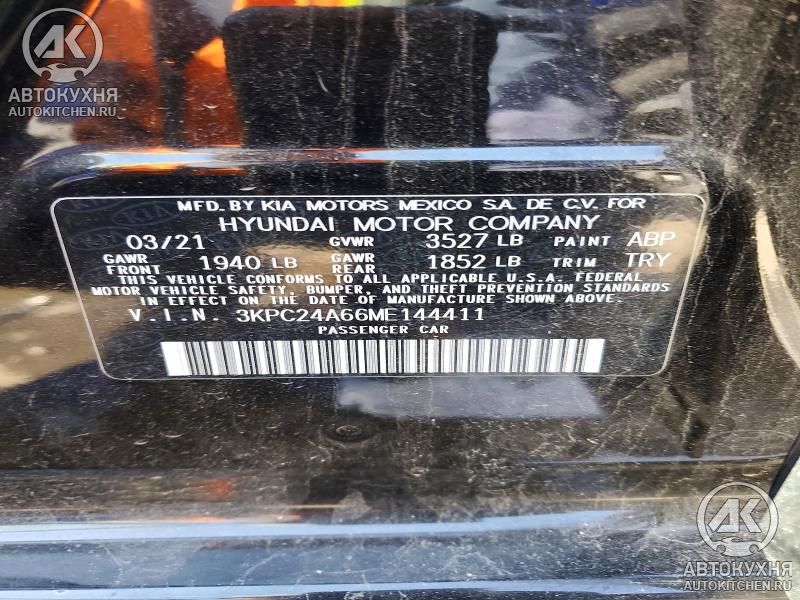 АВТОКУХНЯ
AUTOKITCHEN.RU
MFD. BY KIA MOTORS MEXICO S.A. DE C.V. FOR
HYUNDAI MOTOR COMPANY
03/21 GVWR 3527 LB PAINT ABP
GAWR FRONT 1940 LB GAWR REAR 1852 LB TRIM TRY
THIS VEHICLE CONFORMS TO ALL APPLICABLE U.S.A. FEDERAL
MOTOR VEHICLE SAFETY, BUMPER, AND THEFT PREVENTION STANDARDS
IN EFFECT ON THE DATE OF MANUFACTURE SHOWN ABOVE.
V.I.N. 3KPC24A66ME144411
PASSENGER CAR
АК
АВТОКУХНЯ
AUTOKITCHEN.RU